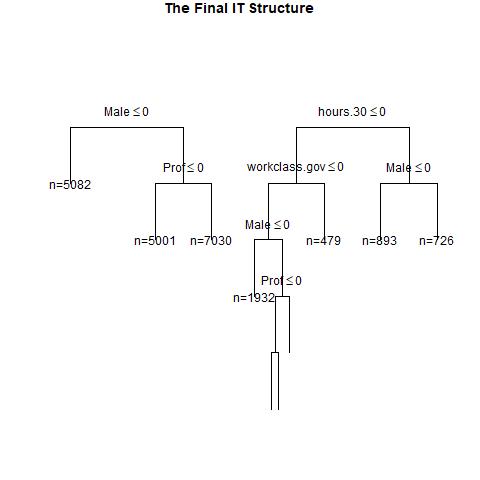 The Final IT Structure
Male ≤ 0
hours.30 ≤ 0
Prof ≤ 0
workclass.gov ≤ 0
Male ≤ 0
n=5082
Male ≤ 0
n=5001
n=7030
n=479
n=893
n=726
Prof ≤ 0
n=1932